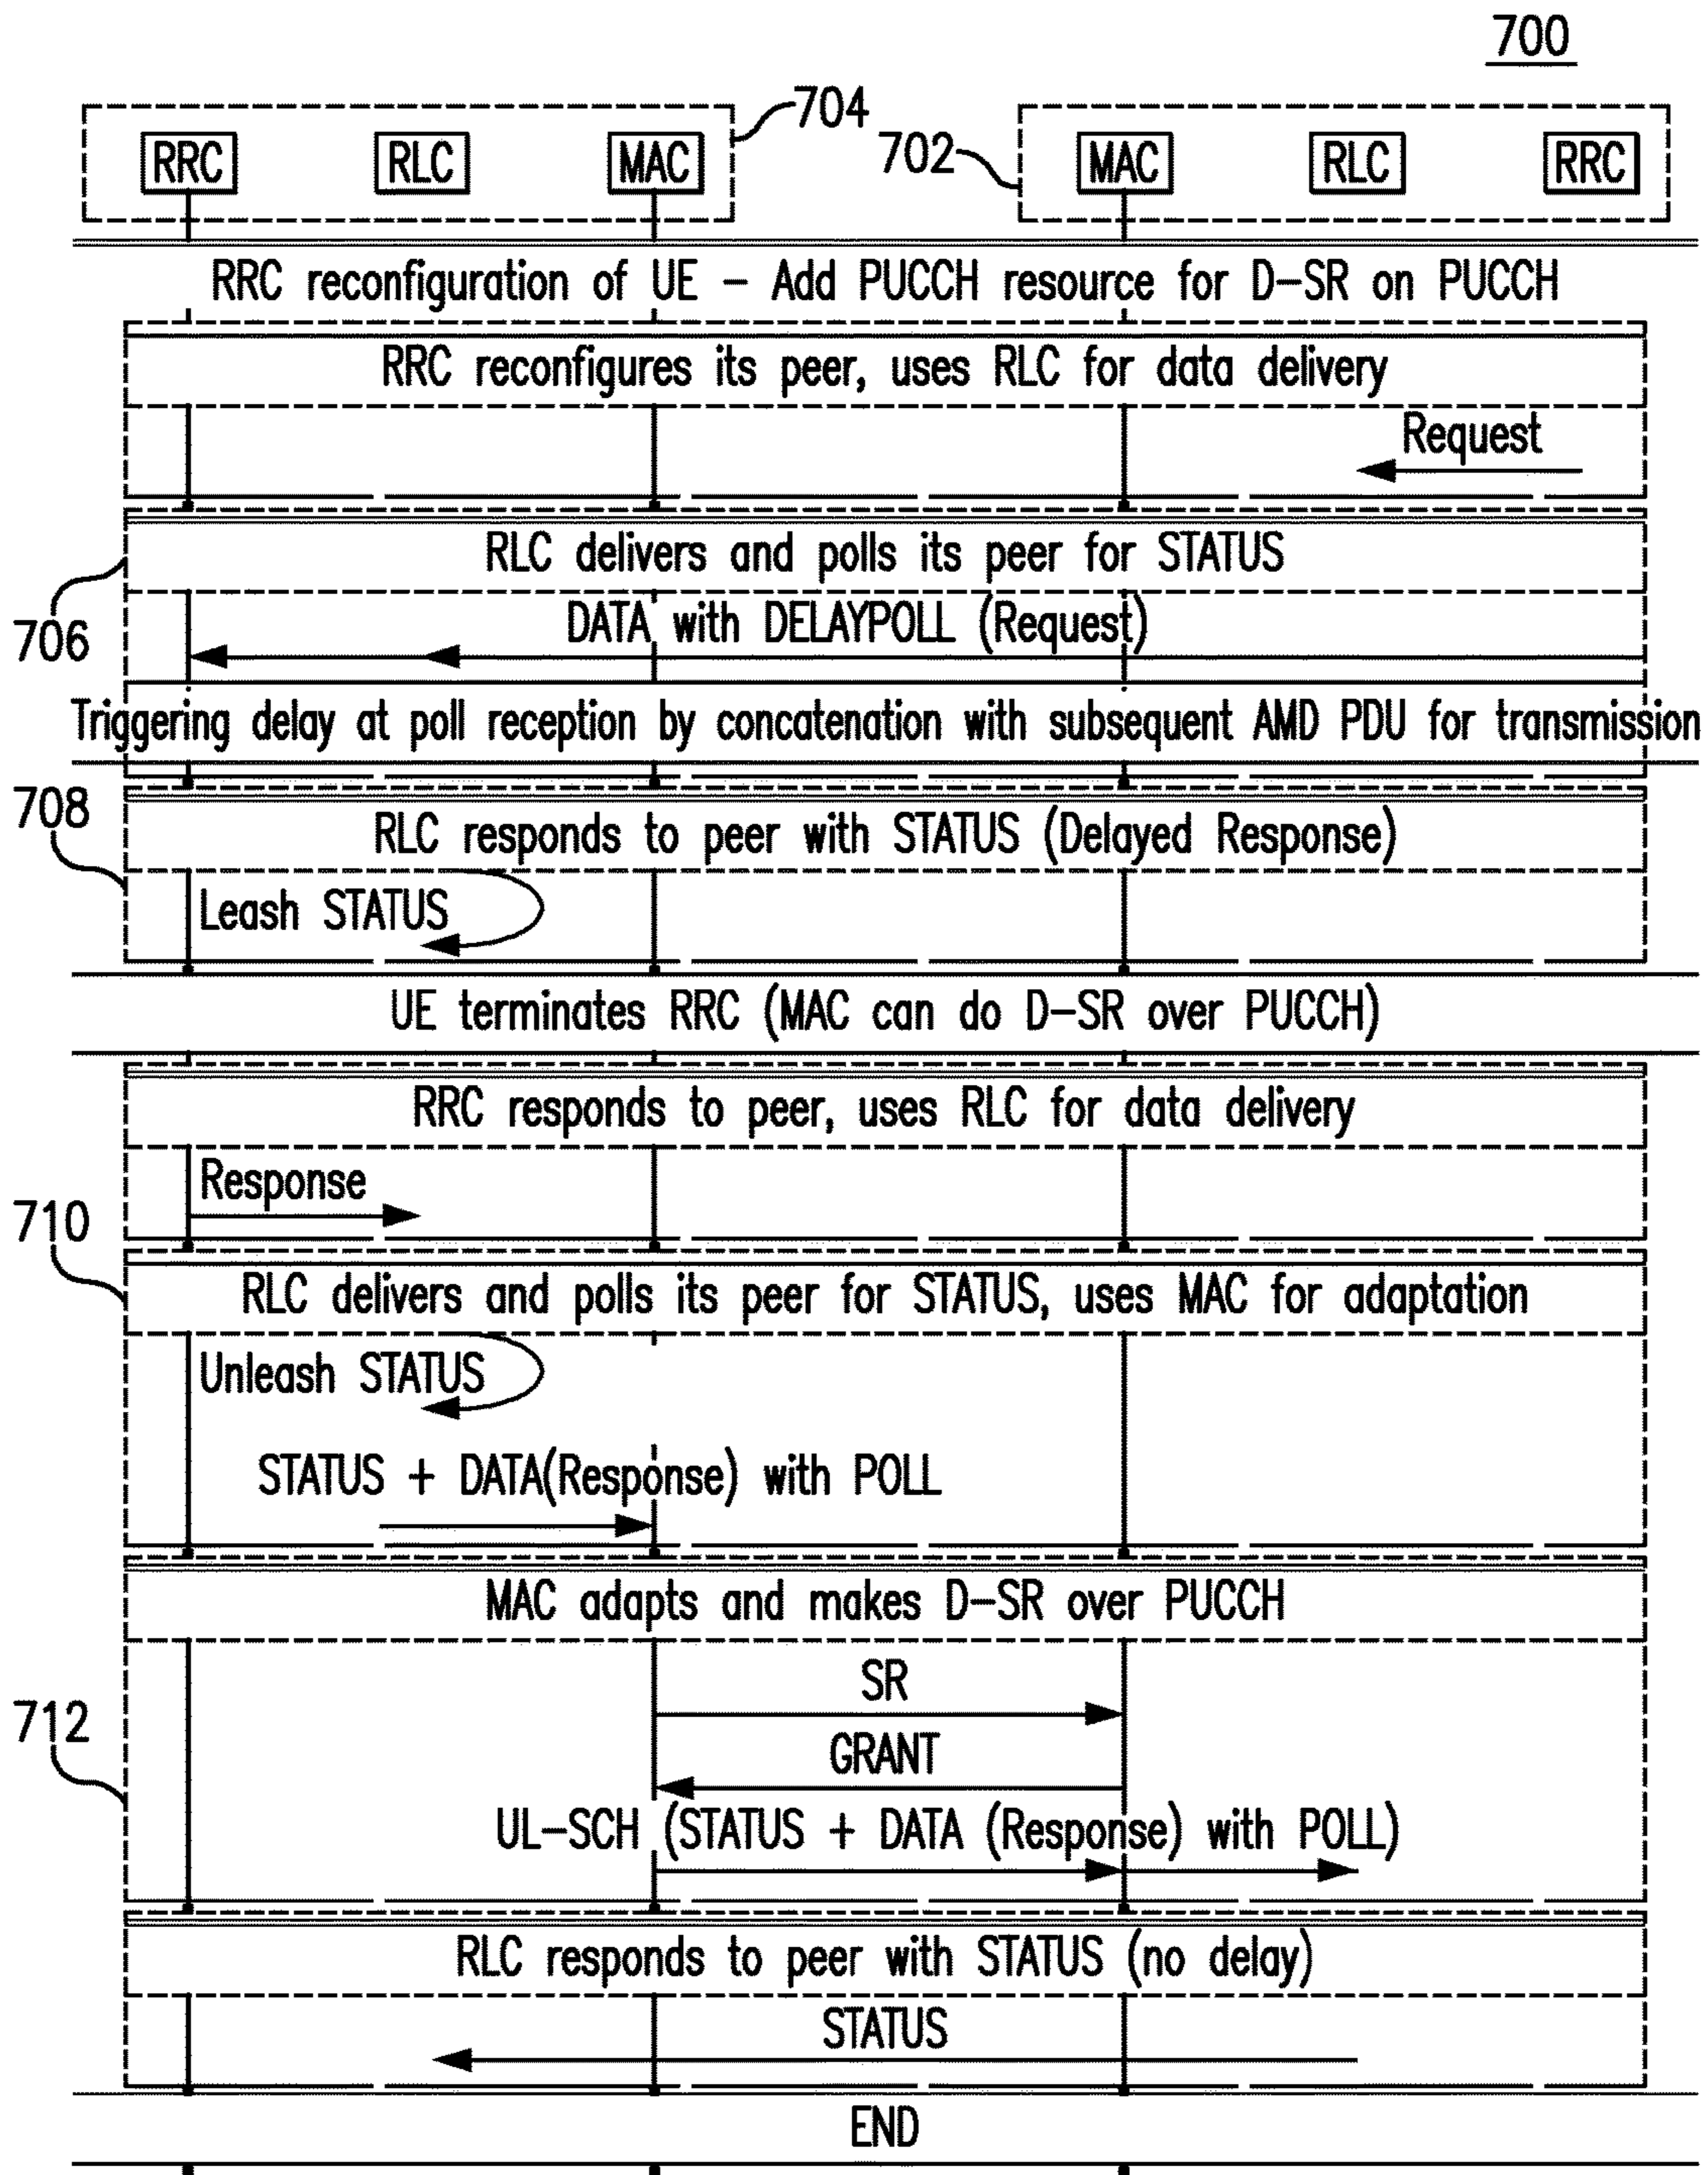 700
704
702
RRC RLC MAC MAC RLC RRC
RRC reconfiguration of UE - Add PUCCH resource for D-SR on PUCCH
RRC reconfigures its peer, uses RLC for data delivery
Request
RLC delivers and polls its peer for STATUS
706
DATA with DELAYPOLL (Request)
Triggering delay at poll reception by concatenation with subsequent AMD PDU for transmission
708
RLC responds to peer with STATUS (Delayed Response)
Leash STATUS
UE terminates RRC (MAC can do D-SR over PUCCH)
RRC responds to peer, uses RLC for data delivery
Response
710
RLC delivers and polls its peer for STATUS, uses MAC for adaptation
Unleash STATUS
STATUS + DATA(Response) with POLL
MAC adapts and makes D-SR over PUCCH
SR
712
GRANT
UL-SCH (STATUS + DATA (Response) with POLL)
RLC responds to peer with STATUS (no delay)
STATUS
END